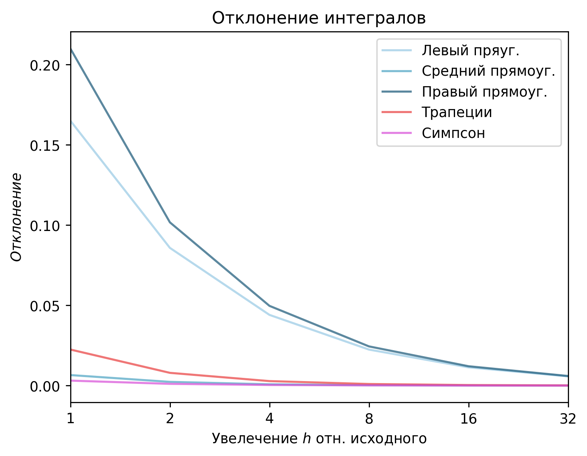 Отклонение интегралов
Левый пряуг.
Средний прямоуг.
Правый прямоуг.
Трапеции
Симпсон
Отклонение
0.20
0.15
0.10
0.05
0.00
1 2 4 8 16 32
Увелечение h отн. исходного